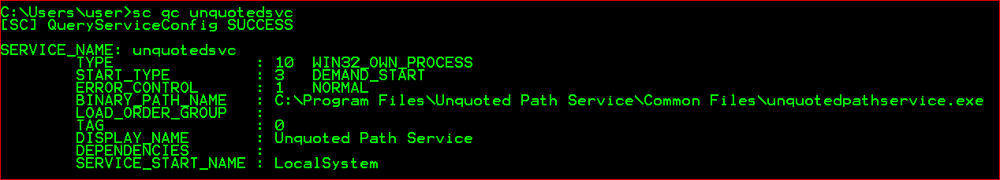 C:\Users\user>sc qc unquotedsvc
[SC] QueryServiceConfig SUCCESS
SERVICE_NAME: unquotedsvc
TYPE : 10 WIN32_OWN_PROCESS
START_TYPE : 3 DEMAND_START
ERROR_CONTROL : 1 NORMAL
BINARY_PATH_NAME : C:\Program Files\Unquoted Path Service\Common Files\unquotedpathservice.exe
LOAD_ORDER_GROUP :
TAG : 0
DISPLAY_NAME : Unquoted Path Service
DEPENDENCIES :
SERVICE_START_NAME : LocalSystem